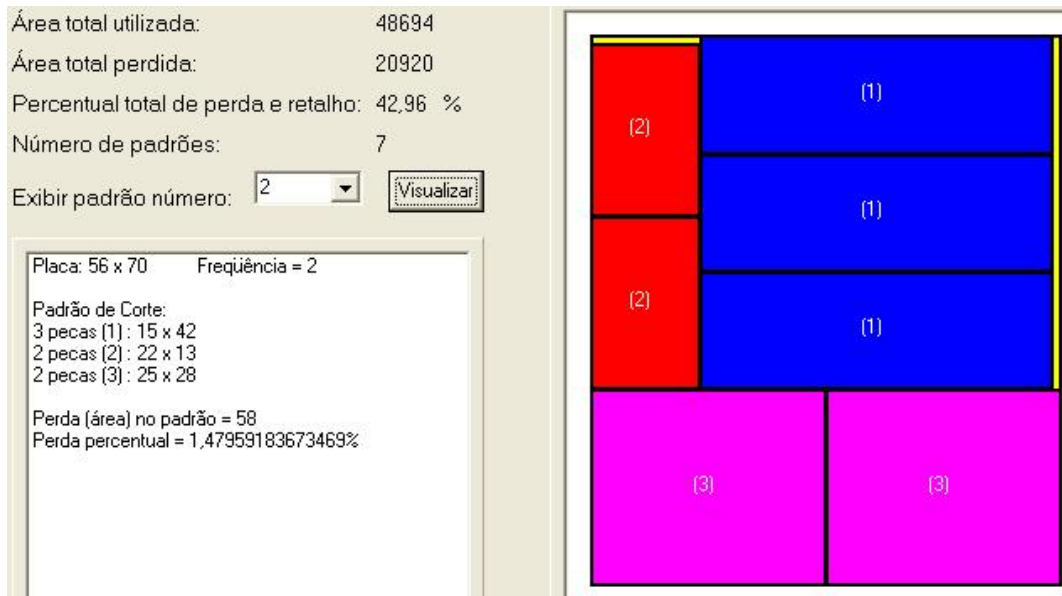 Área total utilizada: 48694
Área total perdida: 20920
Percentual total de perda e retalho: 42,96 %
Número de padrões: 7
Exibir padrão número: 2 Visualizar
Placa: 56 x 70 Freqüência = 2
Padrão de Corte:
3 pecas (1) : 15 x 42
2 pecas (2) : 22 x 13
2 pecas (3) : 25 x 28
Perda (área) no padrão = 58
Perda percentual = 1,47959183673469%
(1)
(2)
(1)
(2)
(1)
(3) (3)